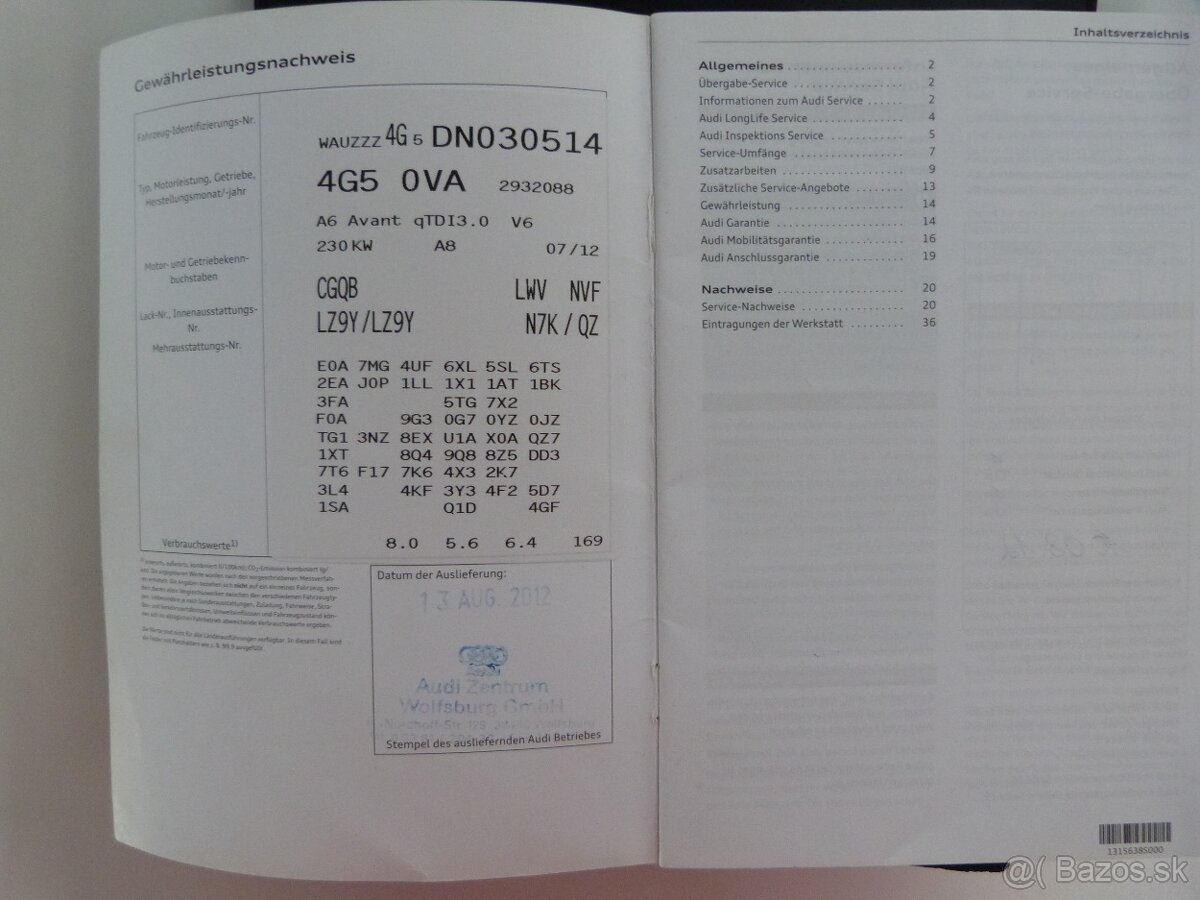 Gewährleistungsnachweis
Fahrzeug-Identifizierungs-Nr.
WAUZZZ 4G 5 DN030514
Typ, Motorleistung, Getriebe,
Herstellungsmonat/-jahr
4G5 0VA 2932088
A6 Avant qTDI3.0 V6
230 KW A8 07/12
Motor- und Getriebekenn-
buchstaben
CGQB LWV NVF
Lack-Nr., Innenausstattungs-
Nr.
LZ9Y/LZ9Y N7K / QZ
Mehrausstattungs-Nr.
E0A 7MG 4UF 6XL 5SL 6TS
2EA J0P 1LL 1X1 1AT 1BK
3FA 5TG 7X2
F0A 9G3 0G7 0YZ 0JZ
TG1 3NZ 8EX U1A X0A QZ7
1XT 8Q4 9Q8 8Z5 DD3
7T6 F17 7K6 4X3 2K7
3L4 4KF 3Y3 4F2 5D7
1SA Q1D 4GF
Verbrauchswerte1)
8.0 5.6 6.4 169
Datum der Auslieferung:
13 AUG. 2012
Audi Zentrum
Wolfsburg GmbH
Stempel des ausliefernden Audi Betriebes
Inhaltsverzeichnis
Allgemeines .................. 2
Übergabe-Service .................. 2
Informationen zum Audi Service ...... 2
Audi LongLife Service .................. 4
Audi Inspektions Service .................. 5
Service-Umfänge .................. 7
Zusatzarbeiten .................. 9
Zusätzliche Service-Angebote ........ 13
Gewährleistung .................. 14
Audi Garantie .................. 14
Audi Mobilitätsgarantie .............. 16
Audi Anschlussgarantie .............. 19
Nachweise .................. 20
Service-Nachweise .................. 20
Eintragungen der Werkstatt ......... 36
131563BS000
@( Bazos.sk